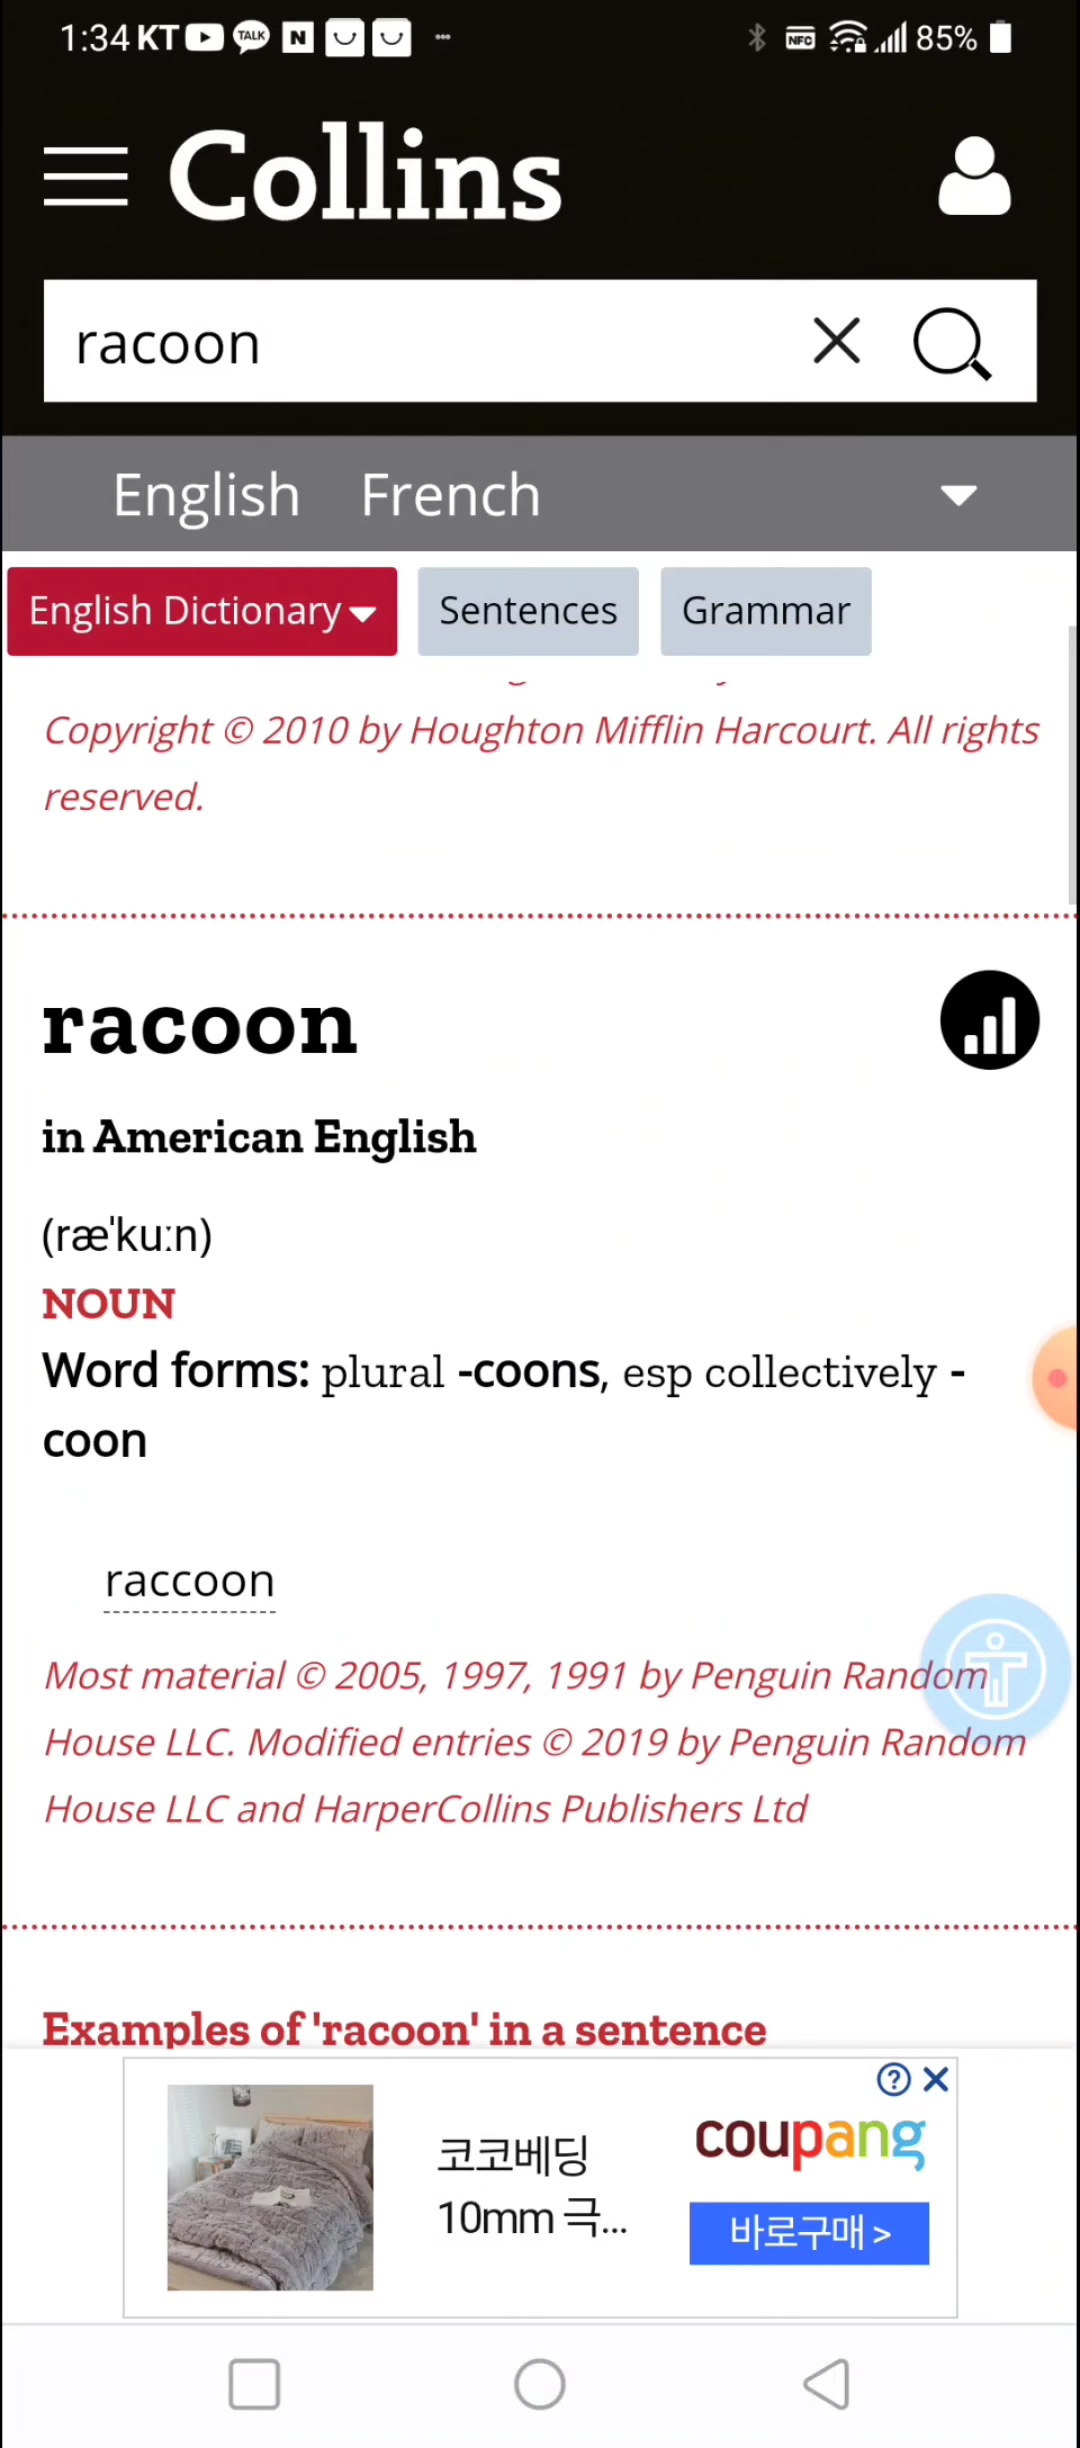 1:34 KT TALK N NFC 85%
Collins
racoon
English French
English Dictionary Sentences Grammar
Copyright © 2010 by Houghton Mifflin Harcourt. All rights
reserved.
racoon
in American English
(ræˈkuːn)
NOUN
Word forms: plural -coons, esp collectively -
coon
raccoon
Most material © 2005, 1997, 1991 by Penguin Random
House LLC. Modified entries © 2019 by Penguin Random
House LLC and HarperCollins Publishers Ltd
Examples of 'racoon' in a sentence
코코베딩
10mm 극...
coupang
바로구매 >